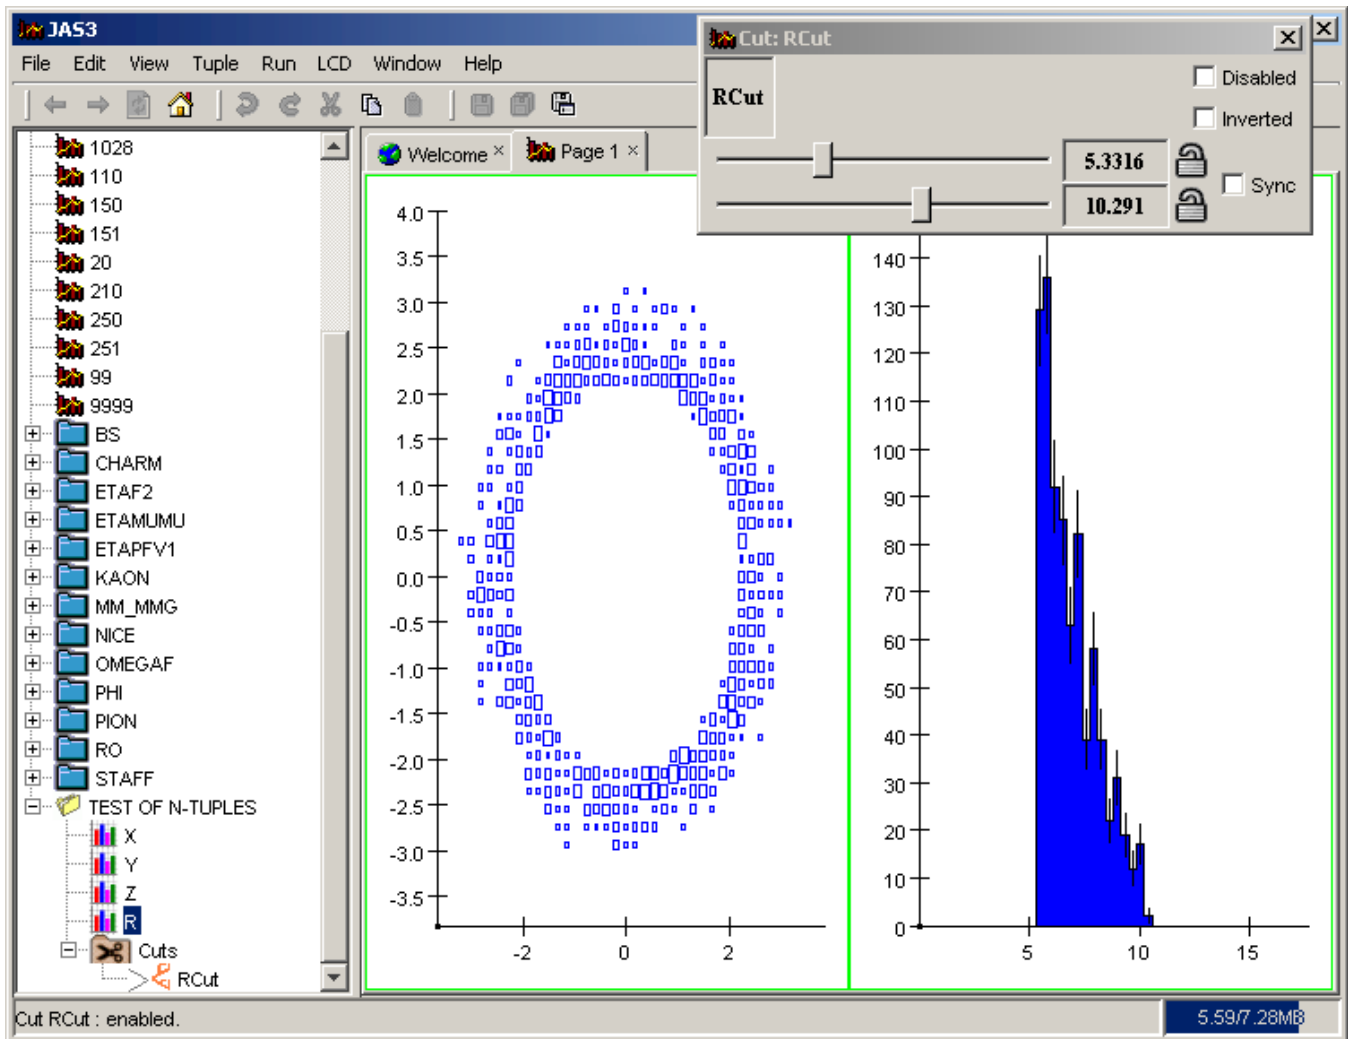 JAS3
Cut: RCut
File Edit View Tuple Run LCD Window Help
RCut
Disabled
Inverted
5.3316
10.291
Sync
Welcome
Page 1
1028
110
150
151
20
210
250
251
99
9999
BS
CHARM
ETAF2
ETAMUMU
ETAPFV1
KAON
MM_MMG
NICE
OMEGAF
PHI
PION
RO
STAFF
TEST OF N-TUPLES
X
Y
Z
R
Cuts
RCut
4.0
3.5
3.0
2.5
2.0
1.5
1.0
0.5
0.0
-0.5
-1.0
-1.5
-2.0
-2.5
-3.0
-3.5
-2 0 2
140
130
120
110
100
90
80
70
60
50
40
30
20
10
0
5 10 15
Cut RCut : enabled.
5.59/7.28MB